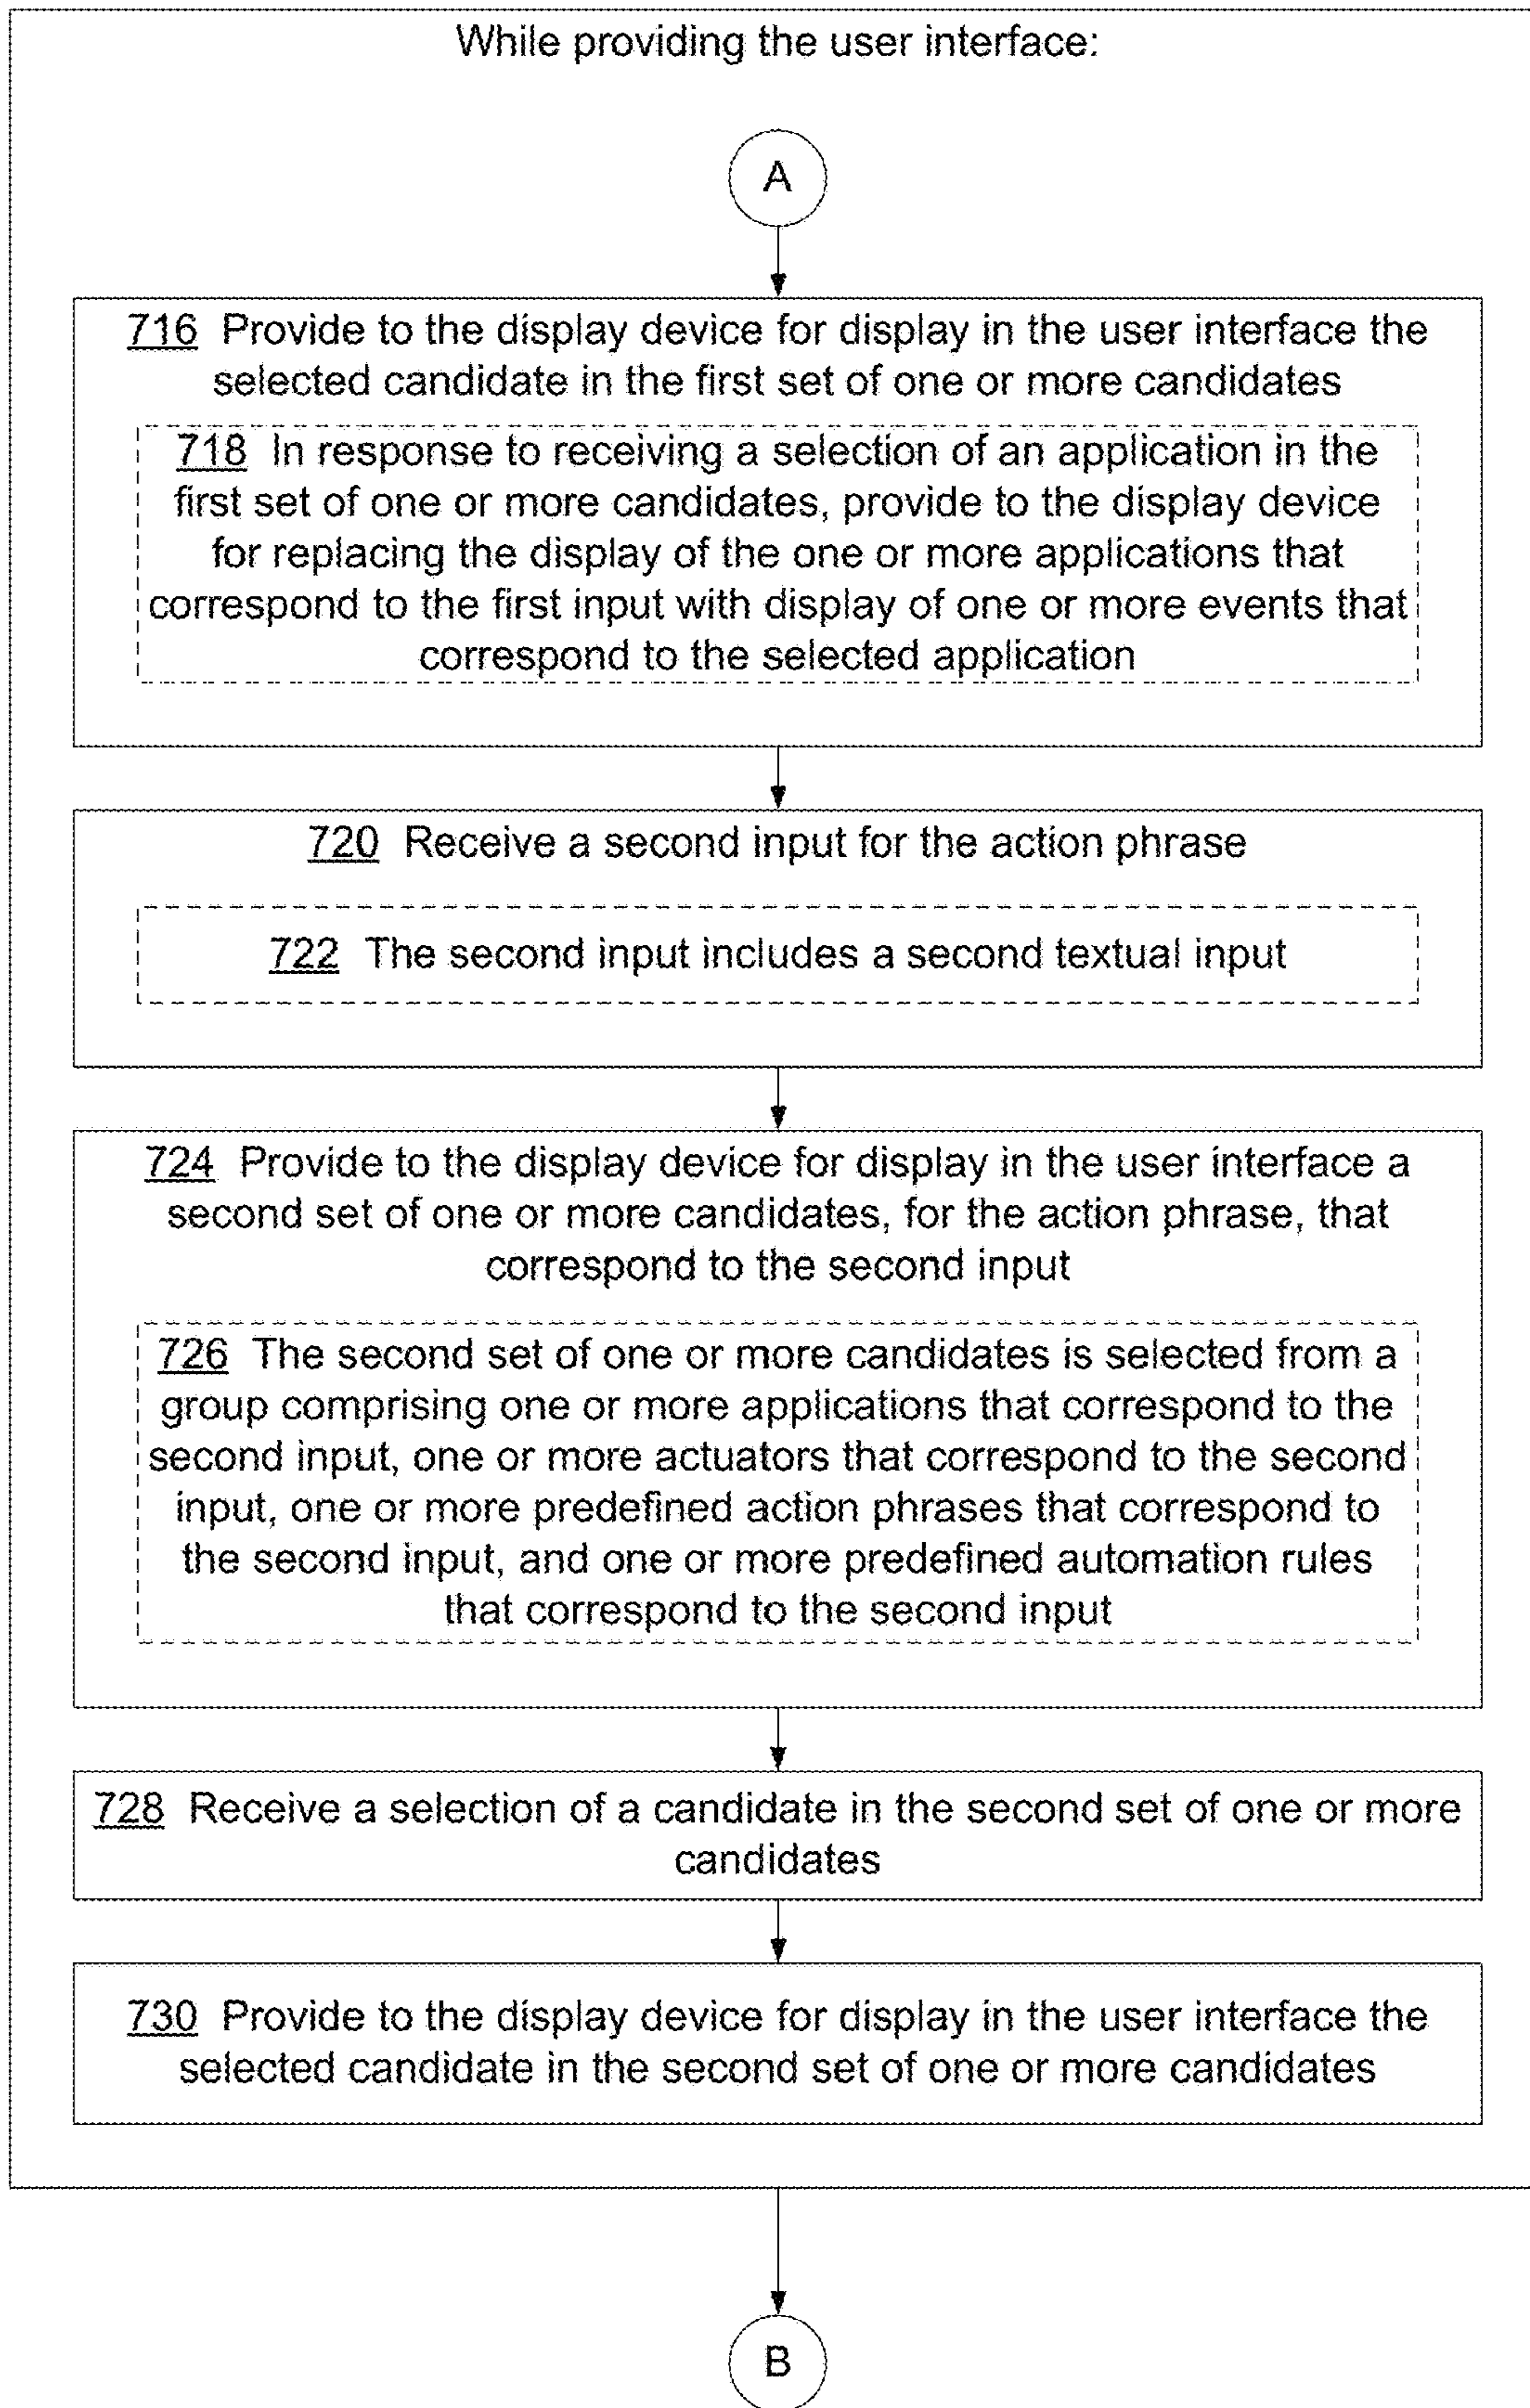 While providing the user interface:
A
716 Provide to the display device for display in the user interface the
selected candidate in the first set of one or more candidates
718 In response to receiving a selection of an application in the
first set of one or more candidates, provide to the display device
for replacing the display of the one or more applications that
correspond to the first input with display of one or more events that
correspond to the selected application
720 Receive a second input for the action phrase
722 The second input includes a second textual input
724 Provide to the display device for display in the user interface a
second set of one or more candidates, for the action phrase, that
correspond to the second input
726 The second set of one or more candidates is selected from a
group comprising one or more applications that correspond to the
second input, one or more actuators that correspond to the second
input, one or more predefined action phrases that correspond to
the second input, and one or more predefined automation rules
that correspond to the second input
728 Receive a selection of a candidate in the second set of one or more
candidates
730 Provide to the display device for display in the user interface the
selected candidate in the second set of one or more candidates
B